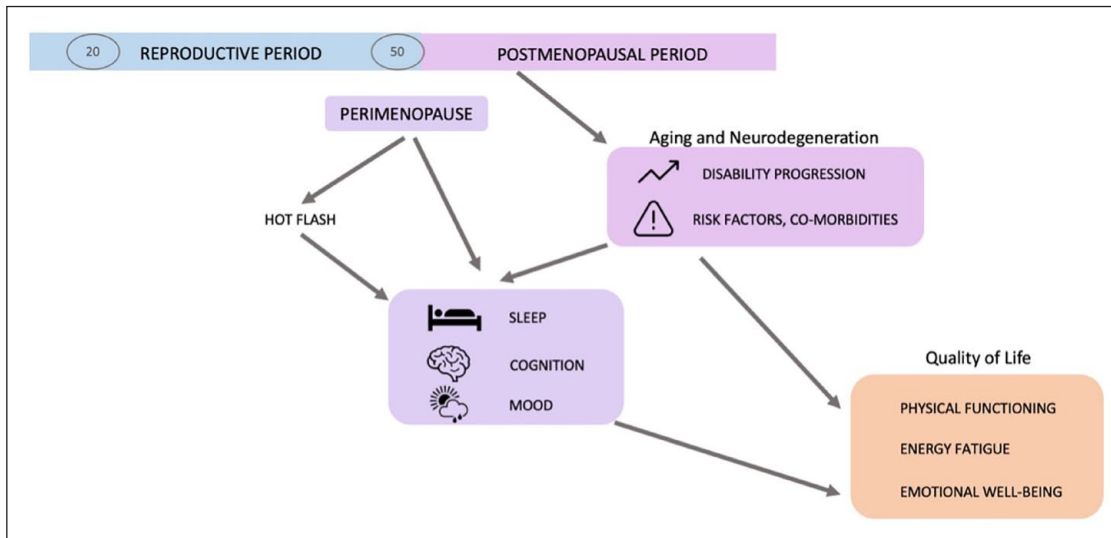 20
REPRODUCTIVE PERIOD
50
POSTMENOPAUSAL PERIOD
PERIMENOPAUSE
Aging and Neurodegeneration
DISABILITY PROGRESSION
RISK FACTORS, CO-MORBIDITIES
HOT FLASH
SLEEP
COGNITION
MOOD
Quality of Life
PHYSICAL FUNCTIONING
ENERGY FATIGUE
EMOTIONAL WELL-BEING